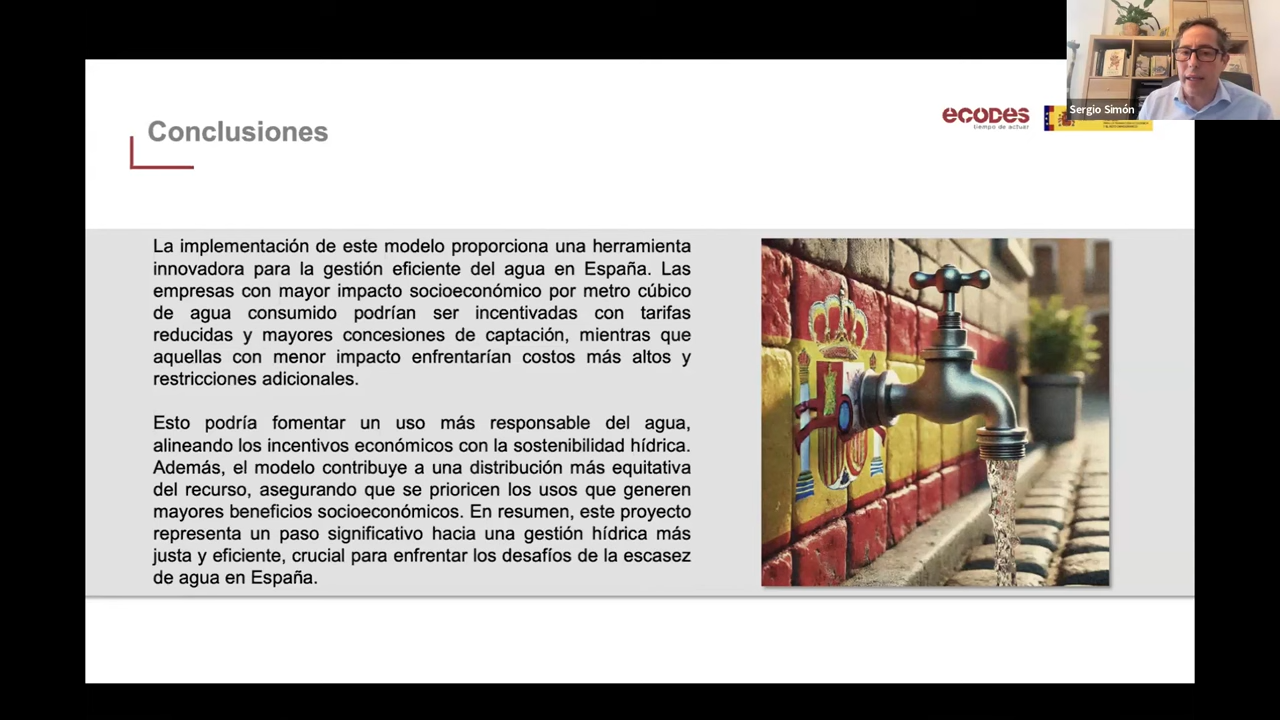 Sergio Simón
Conclusiones
ecodes
tiempo de actuar
La implementación de este modelo proporciona una herramienta
innovadora para la gestión eficiente del agua en España. Las
empresas con mayor impacto socioeconómico por metro cúbico
de agua consumido podrían ser incentivadas con tarifas
reducidas y mayores concesiones de captación, mientras que
aquellas con menor impacto enfrentarían costos más altos y
restricciones adicionales.
Esto podría fomentar un uso más responsable del agua,
alineando los incentivos económicos con la sostenibilidad hídrica.
Además, el modelo contribuye a una distribución más equitativa
del recurso, asegurando que se prioricen los usos que generen
mayores beneficios socioeconómicos. En resumen, este proyecto
representa un paso significativo hacia una gestión hídrica más
justa y eficiente, crucial para enfrentar los desafíos de la escasez
de agua en España.